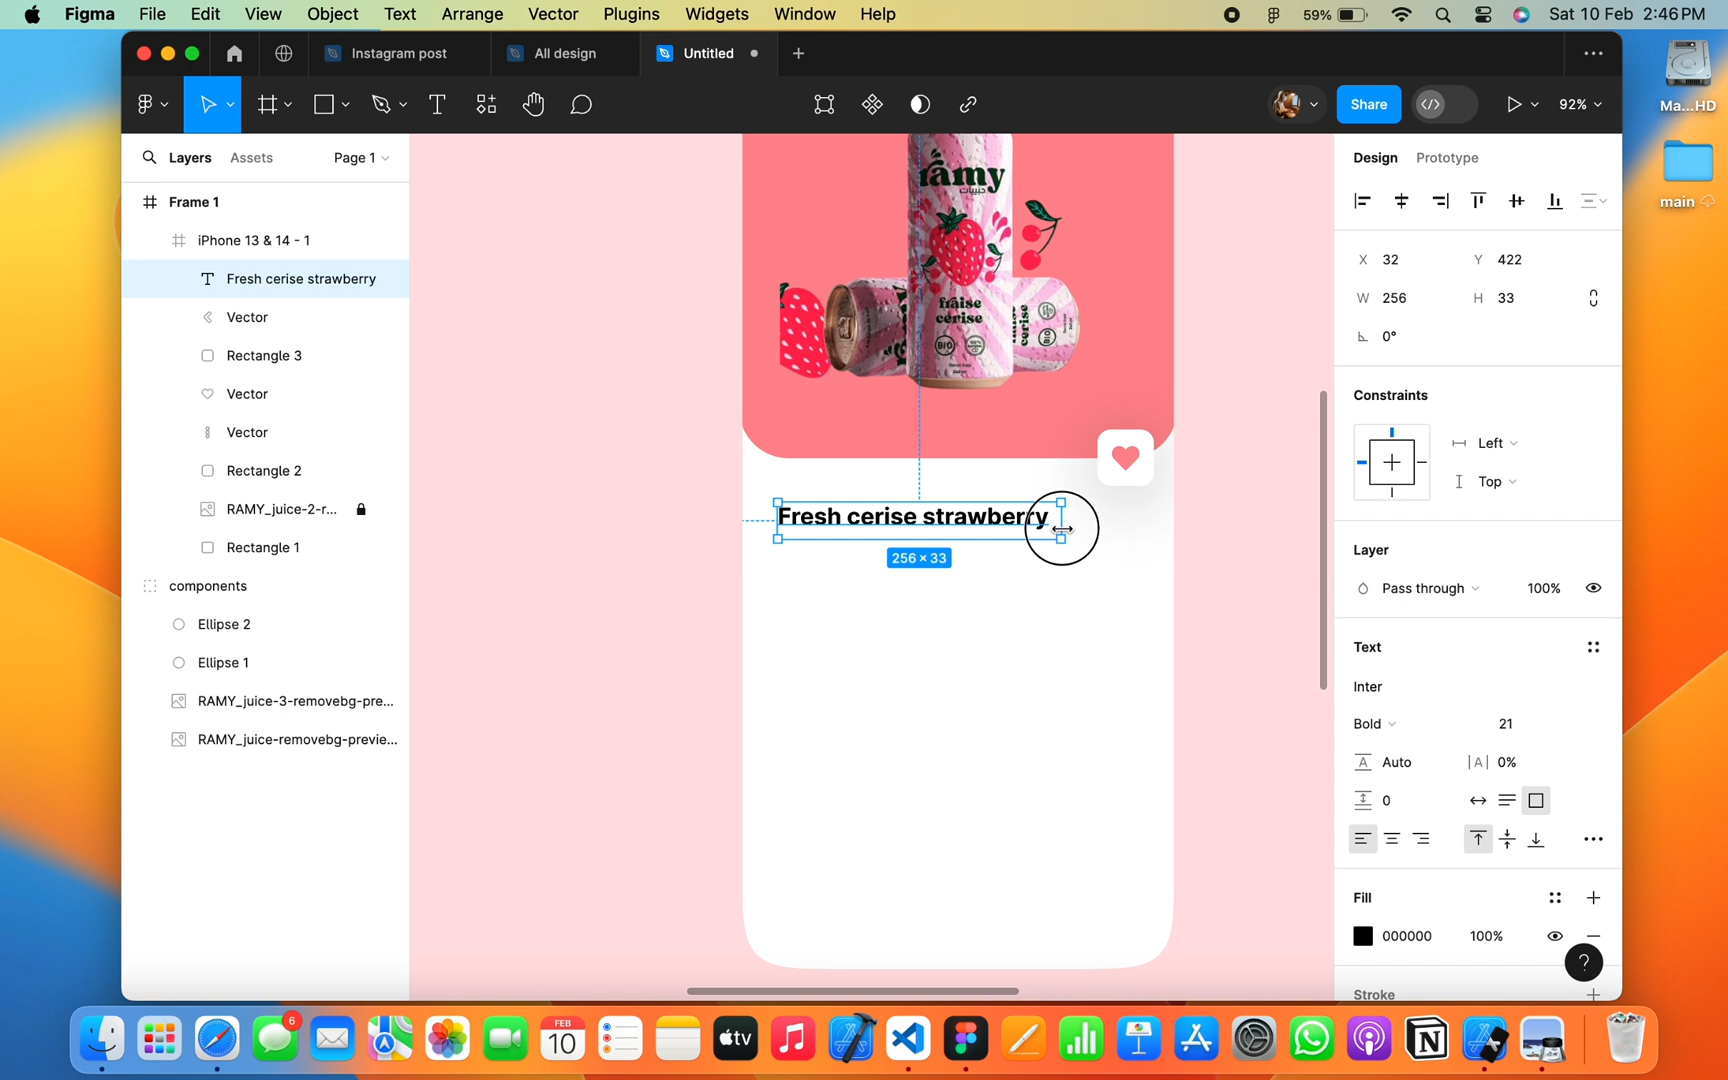 Figma File Edit View Object Text Arrange Vector Plugins Widgets Window Help
59% Sat 10 Feb 2:46 PM
Instagram post All design Untitled
Share 92%
Ma...HD
main
Layers Assets Page 1
Frame 1
iPhone 13 & 14 - 1
Fresh cerise strawberry
Vector
Rectangle 3
Vector
Vector
Rectangle 2
RAMY_juice-2-r...
Rectangle 1
components
Ellipse 2
Ellipse 1
RAMY_juice-3-removebg-pre...
RAMY_juice-removebg-previe...
ramy
حبيبات
fraise
cerise
BIO
Fresh cerise strawberry
256 × 33
Design Prototype
X 32 Y 422
W 256 H 33
0°
Constraints
Left
Top
Layer
Pass through 100%
Text
Inter
Bold 21
A Auto |A| 0%
0
Fill
000000 100%
?
Stroke
6
FEB
10
tv